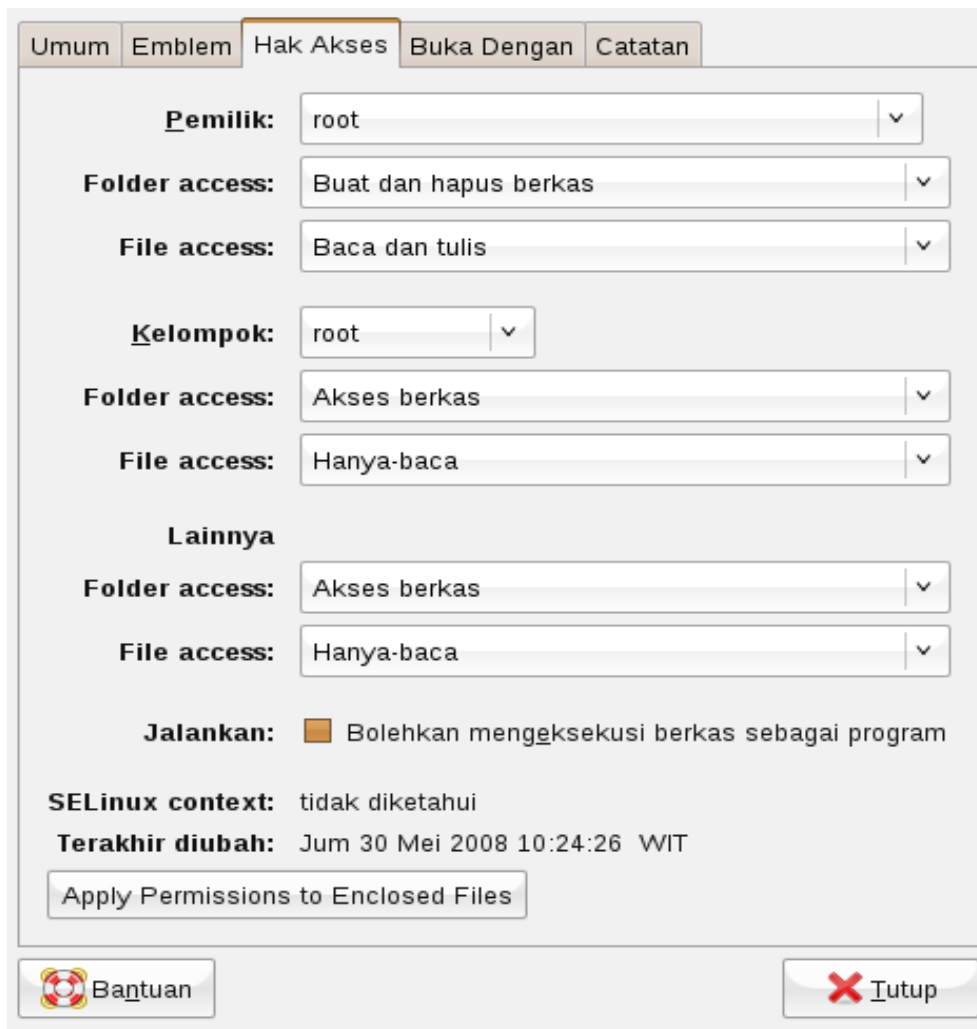 Umum Emblem Hak Akses Buka Dengan Catatan
Pemilik: root
Folder access: Buat dan hapus berkas
File access: Baca dan tulis
Kelompok: root
Folder access: Akses berkas
File access: Hanya-baca
Lainnya
Folder access: Akses berkas
File access: Hanya-baca
Jalankan: Bolehkan mengeksekusi berkas sebagai program
SELinux context: tidak diketahui
Terakhir diubah: Jum 30 Mei 2008 10:24:26 WIT
Apply Permissions to Enclosed Files
Bantuan Tutup